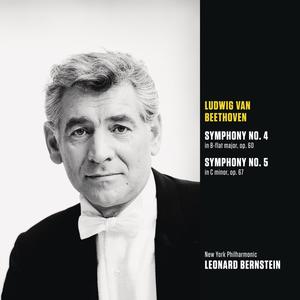 LUDWIG VAN
BEETHOVEN
SYMPHONY NO. 4
in B-flat major, op. 60
SYMPHONY NO. 5
in C minor, op. 67
New York Philharmonic
LEONARD BERNSTEIN